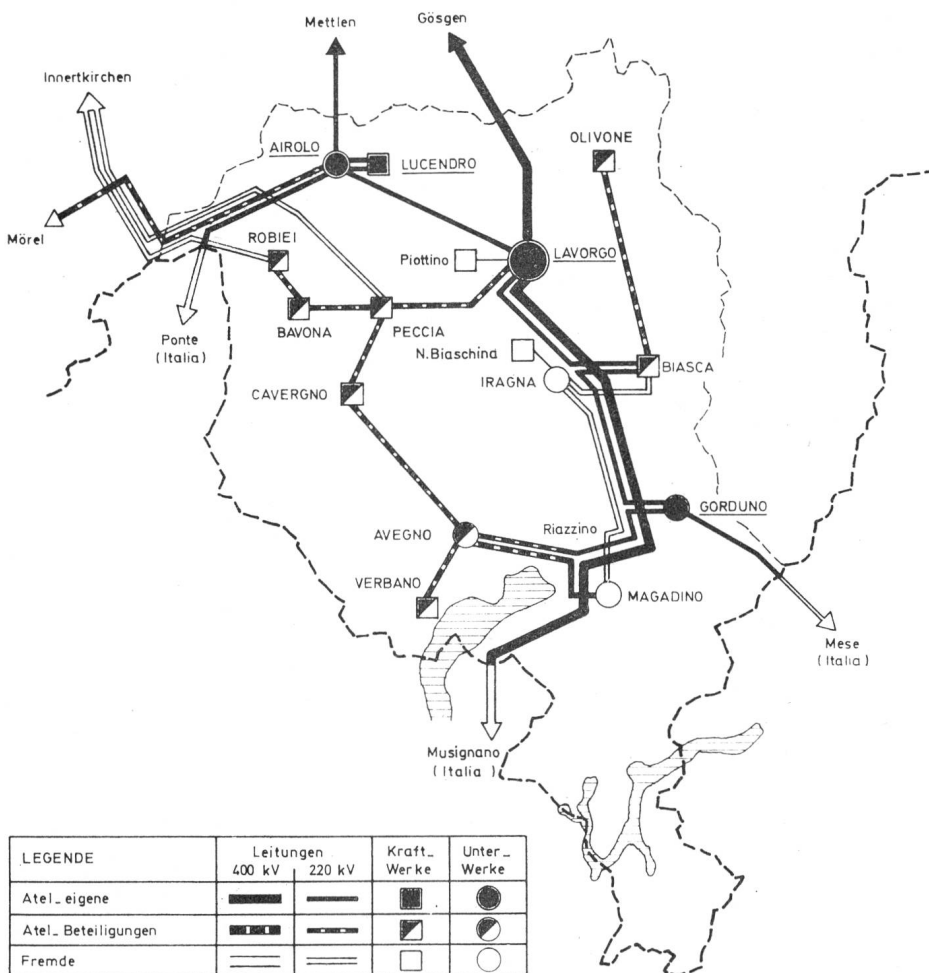 Mettlen
Gösgen
Innertkirchen
OLIVONE
AIROLO
LUCENDRO
Mörel
ROBIEI
Piottino
LAVORGO
Ponte
(Italia)
BAVONA
PECCIA
N.Biaschina
BIASCA
IRAGNA
CAVERGNO
GORDUNO
Riazzino
AVEGNO
VERBANO
MAGADINO
Mese
(Italia)
Musignano
(Italia)
LEGENDE
Leitungen
400 kV
220 kV
Kraft_
Werke
Unter_
Werke
Atel_eigene
Atel_Beteiligungen
Fremde